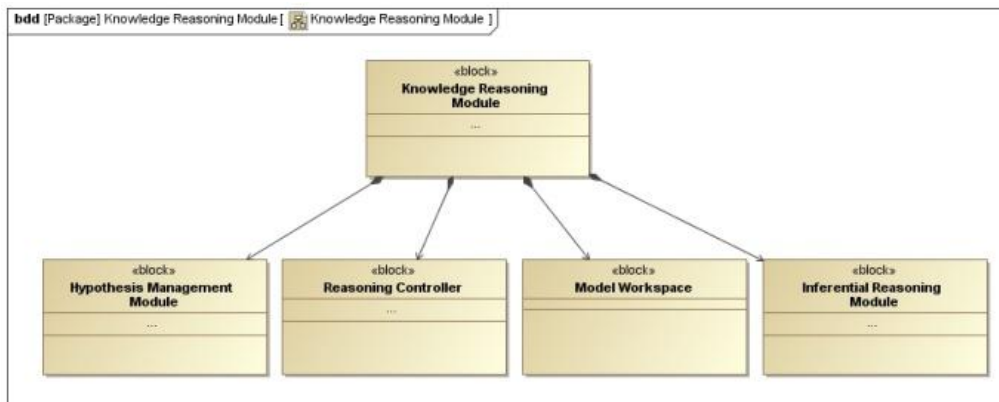 bdd [Package] Knowledge Reasoning Module [ Knowledge Reasoning Module ]
«block»
Knowledge Reasoning
Module
...
«block»
Hypothesis Management
Module
...
«block»
Reasoning Controller
...
«block»
Model Workspace
«block»
Inferential Reasoning
Module
...